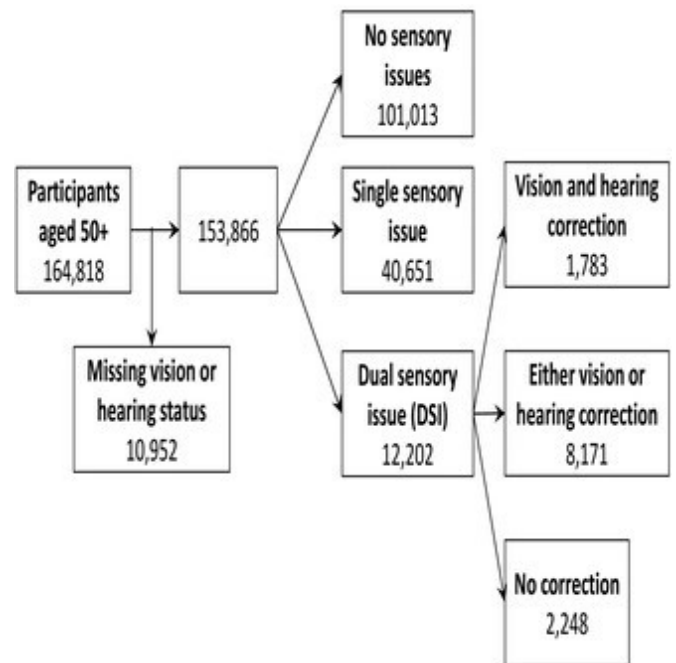 No sensory
issues
101,013
Participants
aged 50+
164,818
153,866
Single sensory
issue
40,651
Vision and hearing
correction
1,783
Missing vision or
hearing status
10,952
Dual sensory
issue (DSI)
12,202
Either vision or
hearing correction
8,171
No correction
2,248